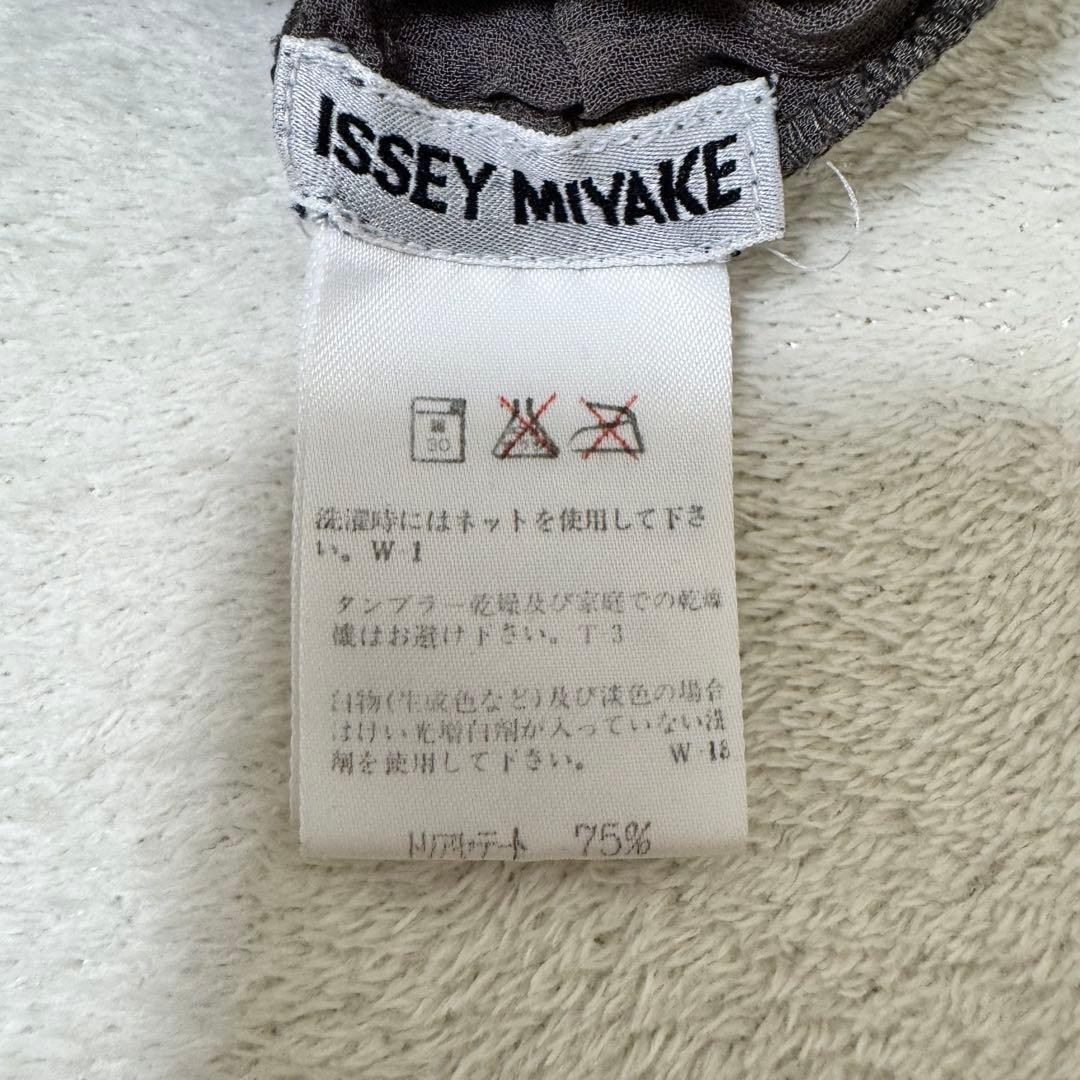 ISSEY MIYAKE
弱
30
洗濯時にはネットを使用して下さ
い。W-1
タンブラー乾燥及び家庭での乾燥
機はお避け下さい。T-3
白物(生成色など)及び淡色の場合
はけい光増白剤が入っていない洗
剤を使用して下さい。 W-18
トリアセテート 75%